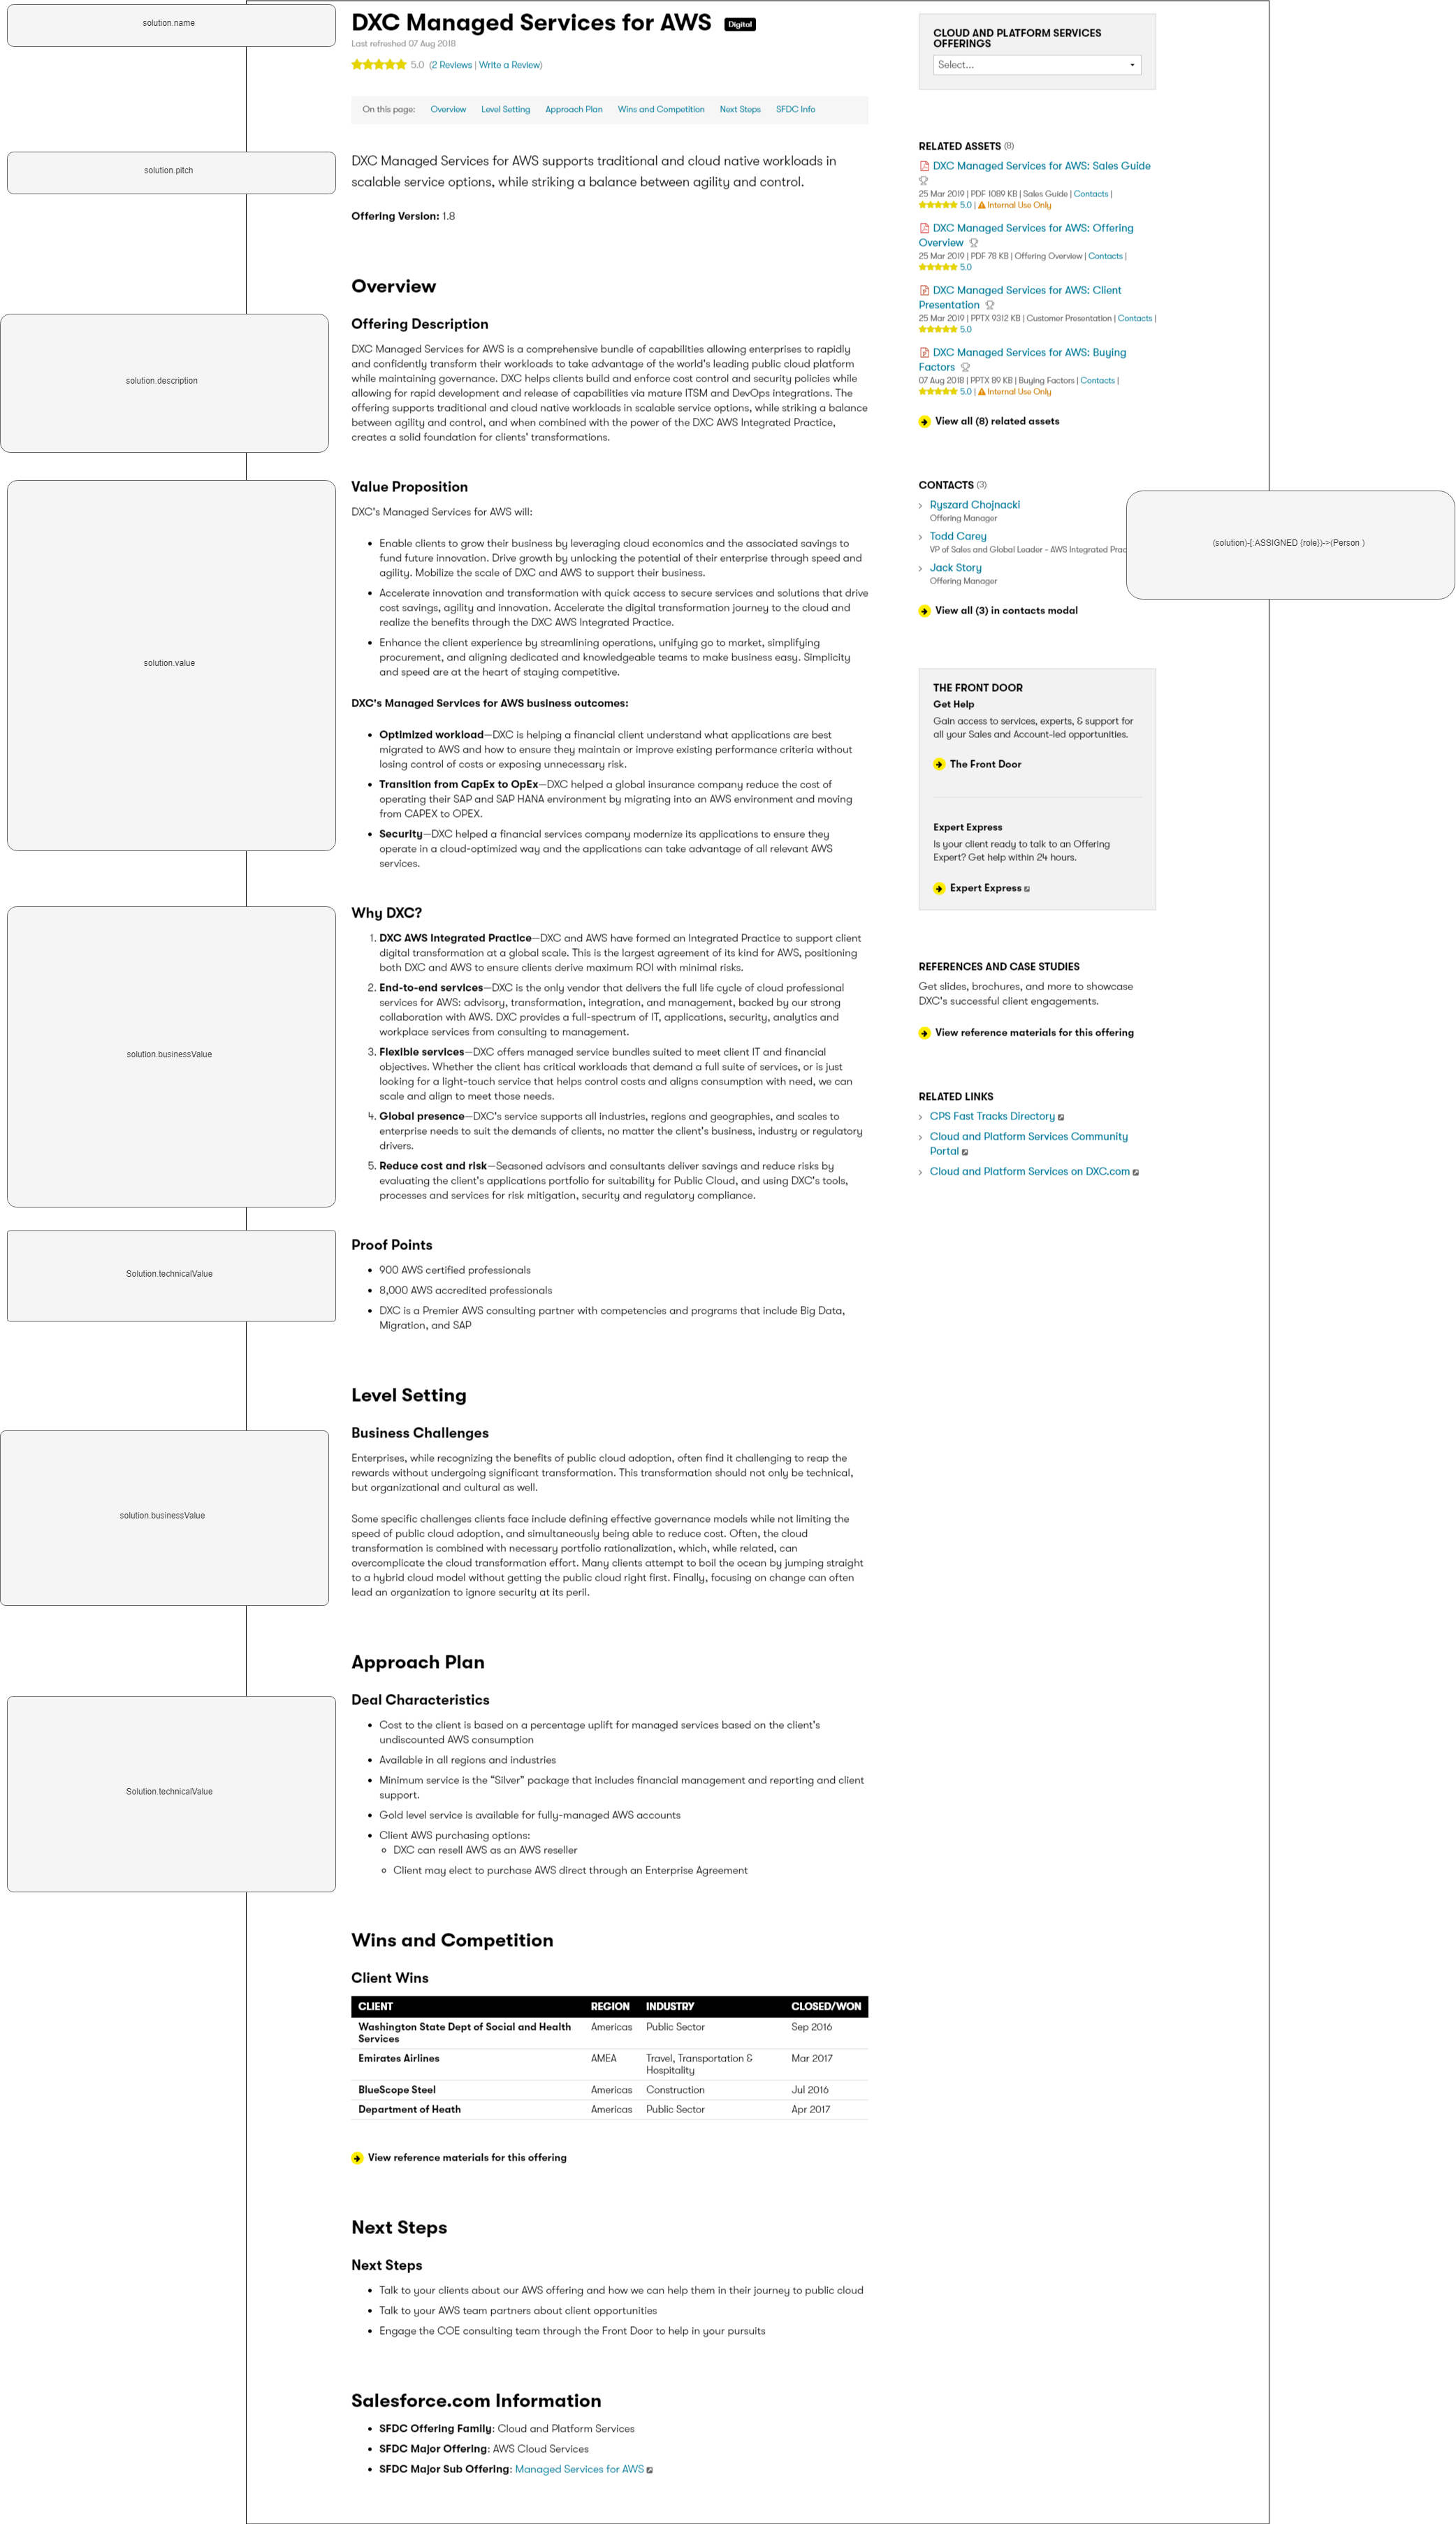 solution.name
DXC Managed Services for AWS Digital
Last refreshed 07 Aug 2018
5.0 (2 Reviews | Write a Review)
On this page: Overview Level Setting Approach Plan Wins and Competition Next Steps SFDC Info
solution.pitch
DXC Managed Services for AWS supports traditional and cloud native workloads in
scalable service options, while striking a balance between agility and control.
Offering Version: 1.8
Overview
Offering Description
solution.description
DXC Managed Services for AWS is a comprehensive bundle of capabilities allowing enterprises to rapidly
and confidently transform their workloads to take advantage of the world's leading public cloud platform
while maintaining governance. DXC helps clients build and enforce cost control and security policies while
allowing for rapid development and release of capabilities via mature ITSM and DevOps integrations. The
offering supports traditional and cloud native workloads in scalable service options, while striking a balance
between agility and control, and when combined with the power of the DXC AWS Integrated Practice,
creates a solid foundation for clients' transformations.
Value Proposition
solution.value
DXC's Managed Services for AWS will:
• Enable clients to grow their business by leveraging cloud economics and the associated savings to
fund future innovation. Drive growth by unlocking the potential of their enterprise through speed and
agility. Mobilize the scale of DXC and AWS to support their business.
• Accelerate innovation and transformation with quick access to secure services and solutions that drive
cost savings, agility and innovation. Accelerate the digital transformation journey to the cloud and
realize the benefits through the DXC AWS Integrated Practice.
• Enhance the client experience by streamlining operations, unifying go to market, simplifying
procurement, and aligning dedicated and knowledgeable teams to make business easy. Simplicity
and speed are at the heart of staying competitive.
DXC's Managed Services for AWS business outcomes:
• Optimized workload—DXC is helping a financial client understand what applications are best
migrated to AWS and how to ensure they maintain or improve existing performance criteria without
losing control of costs or exposing unnecessary risk.
• Transition from CapEx to OpEx—DXC helped a global insurance company reduce the cost of
operating their SAP and SAP HANA environment by migrating into an AWS environment and moving
from CAPEX to OPEX.
• Security—DXC helped a financial services company modernize its applications to ensure they
operate in a cloud-optimized way and the applications can take advantage of all relevant AWS
services.
Why DXC?
solution.businessValue
1. DXC AWS Integrated Practice—DXC and AWS have formed an Integrated Practice to support client
digital transformation at a global scale. This is the largest agreement of its kind for AWS, positioning
both DXC and AWS to ensure clients derive maximum ROI with minimal risks.
2. End-to-end services—DXC is the only vendor that delivers the full life cycle of cloud professional
services for AWS: advisory, transformation, integration, and management, backed by our strong
collaboration with AWS. DXC provides a full-spectrum of IT, applications, security, analytics and
workplace services from consulting to management.
3. Flexible services—DXC offers managed service bundles suited to meet client IT and financial
objectives. Whether the client has critical workloads that demand a full suite of services, or is just
looking for a light-touch service that helps control costs and aligns consumption with need, we can
scale and align to meet those needs.
4. Global presence—DXC's service supports all industries, regions and geographies, and scales to
enterprise needs to suit the demands of clients, no matter the client's business, industry or regulatory
drivers.
5. Reduce cost and risk—Seasoned advisors and consultants deliver savings and reduce risks by
evaluating the client's applications portfolio for suitability for Public Cloud, and using DXC's tools,
processes and services for risk mitigation, security and regulatory compliance.
Proof Points
Solution.technicalValue
• 900 AWS certified professionals
• 8,000 AWS accredited professionals
• DXC is a Premier AWS consulting partner with competencies and programs that include Big Data,
Migration, and SAP
Level Setting
Business Challenges
solution.businessValue
Enterprises, while recognizing the benefits of public cloud adoption, often find it challenging to reap the
rewards without undergoing significant transformation. This transformation should not only be technical,
but organizational and cultural as well.
Some specific challenges clients face include defining effective governance models while not limiting the
speed of public cloud adoption, and simultaneously being able to reduce cost. Often, the cloud
transformation is combined with necessary portfolio rationalization, which, while related, can
overcomplicate the cloud transformation effort. Many clients attempt to boil the ocean by jumping straight
to a hybrid cloud model without getting the public cloud right first. Finally, focusing on change can often
lead an organization to ignore security at its peril.
Approach Plan
Deal Characteristics
Solution.technicalValue
• Cost to the client is based on a percentage uplift for managed services based on the client's
undiscounted AWS consumption
• Available in all regions and industries
• Minimum service is the “Silver” package that includes financial management and reporting and client
support.
• Gold level service is available for fully-managed AWS accounts
• Client AWS purchasing options:
DXC can resell AWS as an AWS reseller
Client may elect to purchase AWS direct through an Enterprise Agreement
Wins and Competition
Client Wins
CLIENT REGION INDUSTRY CLOSED/WON
Washington State Dept of Social and Health Americas Public Sector Sep 2016
Services
Emirates Airlines AMEA Travel, Transportation & Mar 2017
Hospitality
BlueScope Steel Americas Construction Jul 2016
Department of Heath Americas Public Sector Apr 2017
View reference materials for this offering
Next Steps
Next Steps
• Talk to your clients about our AWS offering and how we can help them in their journey to public cloud
• Talk to your AWS team partners about client opportunities
• Engage the COE consulting team through the Front Door to help in your pursuits
Salesforce.com Information
• SFDC Offering Family: Cloud and Platform Services
• SFDC Major Offering: AWS Cloud Services
• SFDC Major Sub Offering: Managed Services for AWS
CLOUD AND PLATFORM SERVICES
OFFERINGS
Select...
RELATED ASSETS (8)
DXC Managed Services for AWS: Sales Guide
25 Mar 2019 | PDF 1089 KB | Sales Guide | Contacts |
5.0 | Internal Use Only
DXC Managed Services for AWS: Offering
Overview
25 Mar 2019 | PDF 78 KB | Offering Overview | Contacts |
5.0
DXC Managed Services for AWS: Client
Presentation
25 Mar 2019 | PPTX 9312 KB | Customer Presentation | Contacts |
5.0
DXC Managed Services for AWS: Buying
Factors
07 Aug 2018 | PPTX 89 KB | Buying Factors | Contacts |
5.0 | Internal Use Only
View all (8) related assets
CONTACTS (3)
Ryszard Chojnacki
Offering Manager
Todd Carey
VP of Sales and Global Leader - AWS Integrated Prac
Jack Story
Offering Manager
View all (3) in contacts modal
(solution)-[:ASSIGNED {role})->(Person )
THE FRONT DOOR
Get Help
Gain access to services, experts, & support for
all your Sales and Account-led opportunities.
The Front Door
Expert Express
Is your client ready to talk to an Offering
Expert? Get help within 24 hours.
Expert Express
REFERENCES AND CASE STUDIES
Get slides, brochures, and more to showcase
DXC's successful client engagements.
View reference materials for this offering
RELATED LINKS
CPS Fast Tracks Directory
Cloud and Platform Services Community
Portal
Cloud and Platform Services on DXC.com